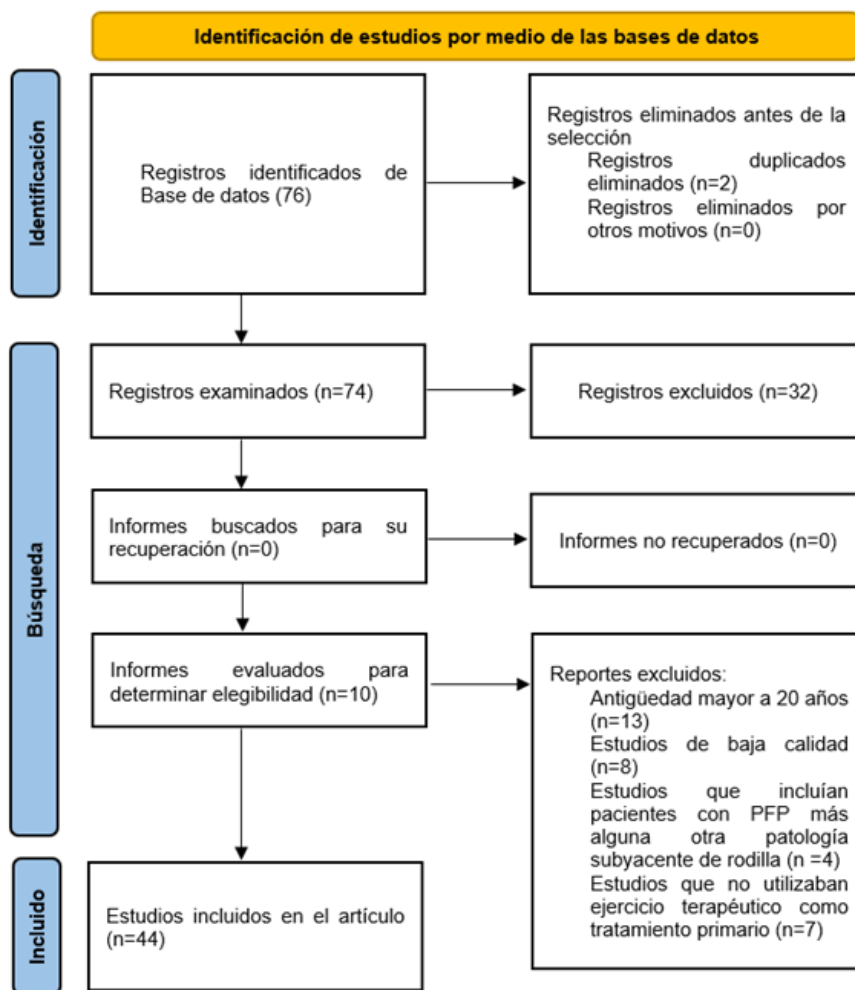 Identificación de estudios por medio de las bases de datos
Identificación
Registros identificados de
Base de datos (76)
Registros eliminados antes de la
selección
Registros duplicados
eliminados (n=2)
Registros eliminados por
otros motivos (n=0)
Búsqueda
Registros examinados (n=74)
Registros excluidos (n=32)
Informes buscados para su
recuperación (n=0)
Informes no recuperados (n=0)
Informes evaluados para
determinar elegibilidad (n=10)
Reportes excluidos:
Antigüedad mayor a 20 años
(n=13)
Estudios de baja calidad
(n=8)
Estudios que incluían
pacientes con PFP más
alguna otra patología
subyacente de rodilla (n =4)
Estudios que no utilizaban
ejercicio terapéutico como
tratamiento primario (n=7)
Incluido
Estudios incluidos en el artículo
(n=44)